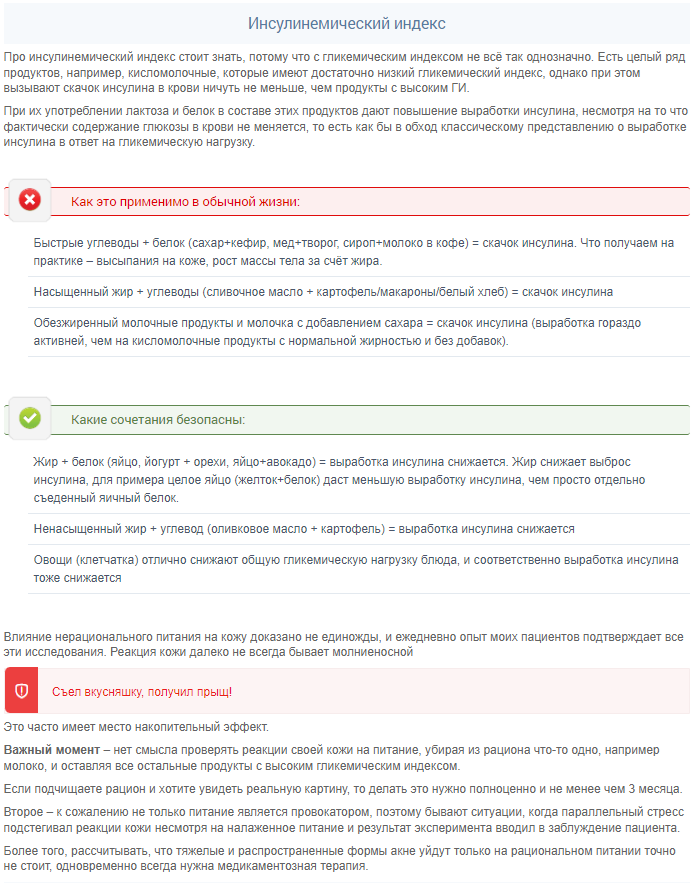 Инсулинемический индекс
Про инсулинемический индекс стоит знать, потому что с гликемическим индексом не всё так однозначно. Есть целый ряд
продуктов, например, кисломолочные, которые имеют достаточно низкий гликемический индекс, однако при этом
вызывают скачок инсулина в крови ничуть не меньше, чем продукты с высоким ГИ.
При их употреблении лактоза и белок в составе этих продуктов дают повышение выработки инсулина, несмотря на то что
фактически содержание глюкозы в крови не меняется, то есть как бы в обход классическому представлению о выработке
инсулина в ответ на гликемическую нагрузку.
Как это применимо в обычной жизни:
Быстрые углеводы + белок (сахар+кефир, мед+творог, сироп+молоко в кофе) = скачок инсулина. Что получаем на
практике – высыпания на коже, рост массы тела за счёт жира.
Насыщенный жир + углеводы (сливочное масло + картофель/макароны/белый хлеб) = скачок инсулина
Обезжиренный молочные продукты и молочка с добавлением сахара = скачок инсулина (выработка гораздо
активней, чем на кисломолочные продукты с нормальной жирностью и без добавок).
Какие сочетания безопасны:
Жир + белок (яйцо, йогурт + орехи, яйцо+авокадо) = выработка инсулина снижается. Жир снижает выброс
инсулина, для примера целое яйцо (желток+белок) даст меньшую выработку инсулина, чем просто отдельно
съеденный яичный белок.
Ненасыщенный жир + углевод (оливковое масло + картофель) = выработка инсулина снижается
Овощи (клетчатка) отлично снижают общую гликемическую нагрузку блюда, и соответственно выработка инсулина
тоже снижается
Влияние нерационального питания на кожу доказано не единожды, и ежедневно опыт моих пациентов подтверждает все
эти исследования. Реакция кожи далеко не всегда бывает молниеносной
Съел вкусняшку, получил прыщ!
Это часто имеет место накопительный эффект.
Важный момент – нет смысла проверять реакции своей кожи на питание, убирая из рациона что-то одно, например
молоко, и оставляя все остальные продукты с высоким гликемическим индексом.
Если подчищаете рацион и хотите увидеть реальную картину, то делать это нужно полноценно и не менее чем 3 месяца.
Второе – к сожалению не только питание является провокатором, поэтому бывают ситуации, когда параллельный стресс
подстегивал реакции кожи несмотря на налаженное питание и результат эксперимента вводил в заблуждение пациента.
Более того, рассчитывать, что тяжелые и распространенные формы акне уйдут только на рациональном питании точно
не стоит, одновременно всегда нужна медикаментозная терапия.